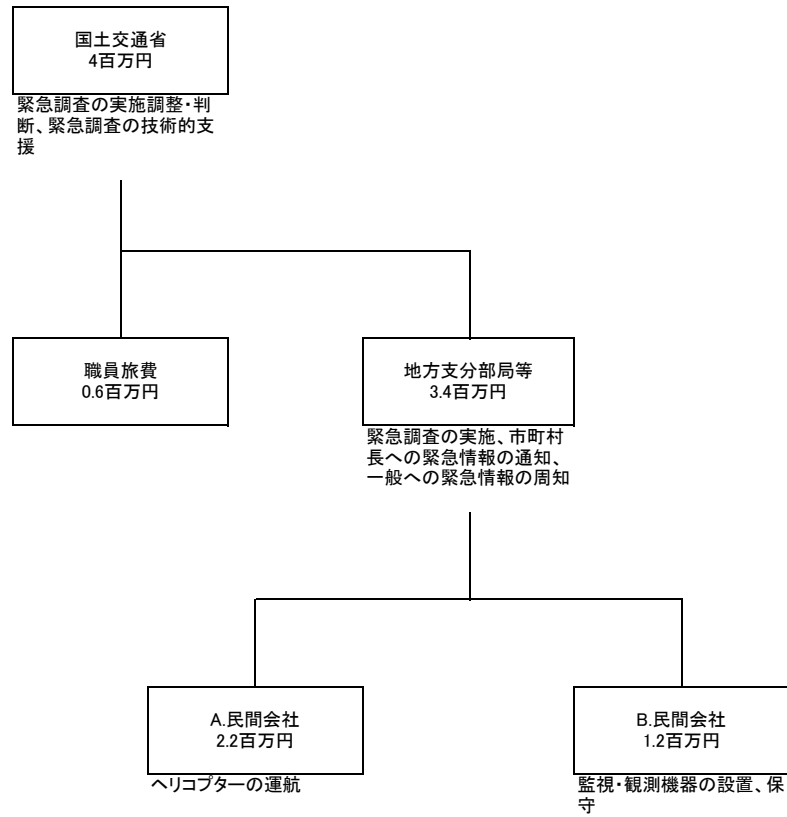 国土交通省
4百万円
緊急調査の実施調整・判
断、緊急調査の技術的支
援
職員旅費
0.6百万円
地方支分部局等
3.4百万円
緊急調査の実施、市町村
長への緊急情報の通知、
一般への緊急情報の周知
A.民間会社
2.2百万円
ヘリコプターの運航
B.民間会社
1.2百万円
監視・観測機器の設置、保
守